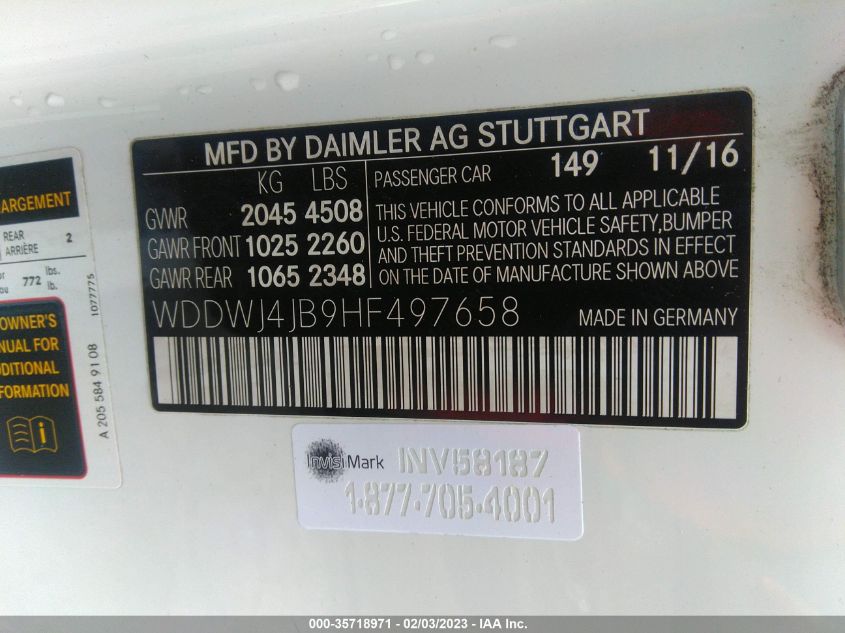 MFD BY DAIMLER AG STUTTGART
KG LBS
GVWR 2045 4508
GAWR FRONT 1025 2260
GAWR REAR 1065 2348
PASSENGER CAR 149 11/16
THIS VEHICLE CONFORMS TO ALL APPLICABLE
U.S. FEDERAL MOTOR VEHICLE SAFETY,BUMPER
AND THEFT PREVENTION STANDARDS IN EFFECT
ON THE DATE OF MANUFACTURE SHOWN ABOVE
WDDWJ4JB9HF497658 MADE IN GERMANY
ARGEMENT
REAR 2
ARRIÈRE
772 lbs.
lb.
1077775
OWNER'S
NUAL FOR
ADDITIONAL
FORMATION
A 205 584 91 08
InvisiMark INV58187
1-877-705-4001
000-35718971 - 02/03/2023 - IAA Inc.